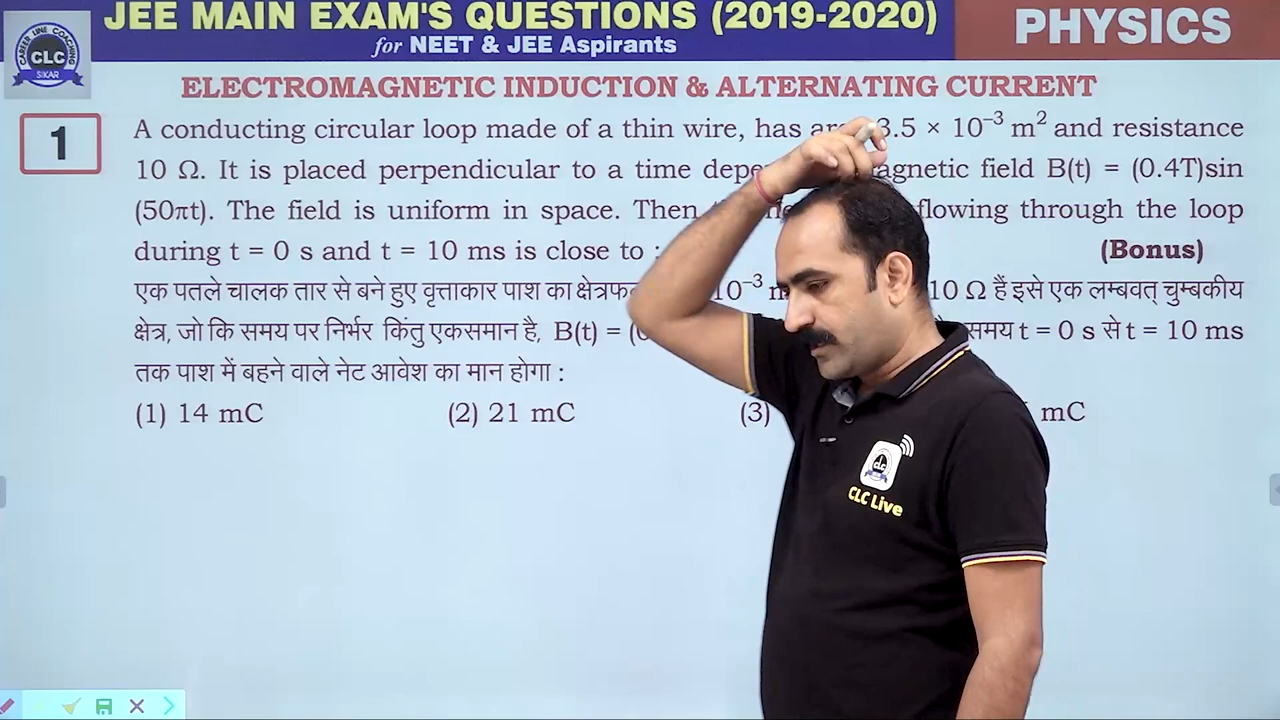 JEE MAIN EXAM'S QUESTIONS (2019-2020)
for NEET & JEE Aspirants
PHYSICS
CAREER LINE COACHING
CLC
SIKAR
ELECTROMAGNETIC INDUCTION & ALTERNATING CURRENT
1
A conducting circular loop made of a thin wire, has 3.5 × 10⁻³ m² and resistance
10 Ω. It is placed perpendicular to a time field B(t) = (0.4T)sin
(50πt). The field is uniform in space. Then flowing through the loop
during t = 0 s and t = 10 ms is close to :
(Bonus)
एक पतले चालक तार से बने हुए वृत्ताकार पाश का 10⁻³ 10 Ω हैं इसे एक लम्बवत् चुम्बकीय
क्षेत्र, जो कि समय पर निर्भर किंतु एकसमान है, B(t) = समय t = 0 s से t = 10 ms
तक पाश में बहने वाले नेट आवेश का मान होगा :
(1) 14 mC (2) 21 mC (3) mC
CLC
CLC Live